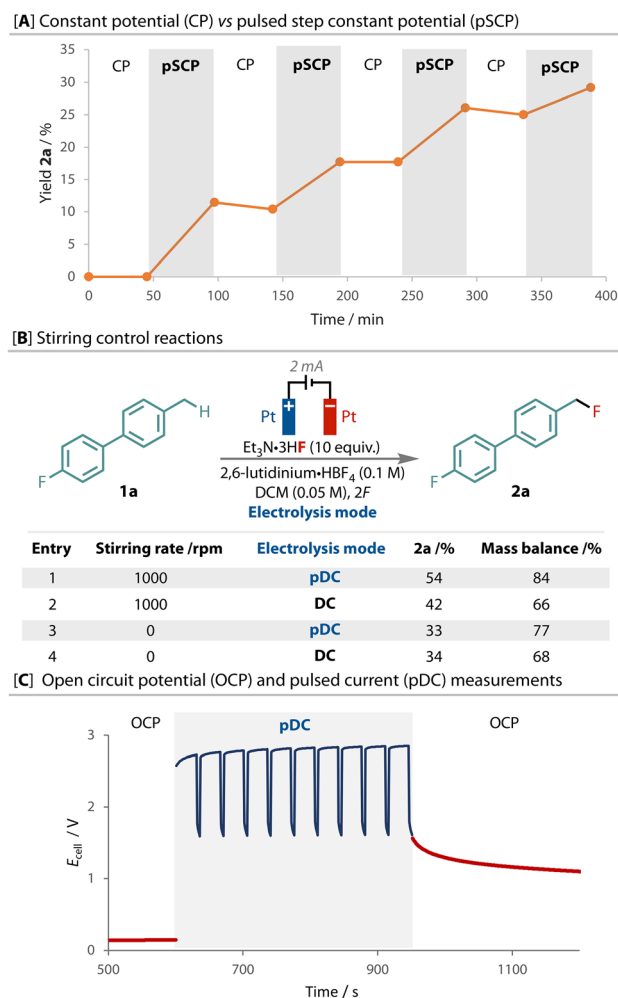 [A] Constant potential (CP) vs pulsed step constant potential (pSCP)
CP pSCP CP pSCP CP pSCP CP pSCP
35
30
25
20
15
10
5
0
Yield 2a / %
0 50 100 150 200 250 300 350 400
Time / min
[B] Stirring control reactions
2 mA
+ −
Pt Pt
H
F
1a
Et₃N•3HF (10 equiv.)
2,6-lutidinium•HBF₄ (0.1 M)
DCM (0.05 M), 2F
Electrolysis mode
F
F
2a
Entry Stirring rate /rpm Electrolysis mode 2a /% Mass balance /%
1 1000 pDC 54 84
2 1000 DC 42 66
3 0 pDC 33 77
4 0 DC 34 68
[C] Open circuit potential (OCP) and pulsed current (pDC) measurements
OCP pDC OCP
3
2
1
0
E cell / V
500 700 900 1100
Time / s